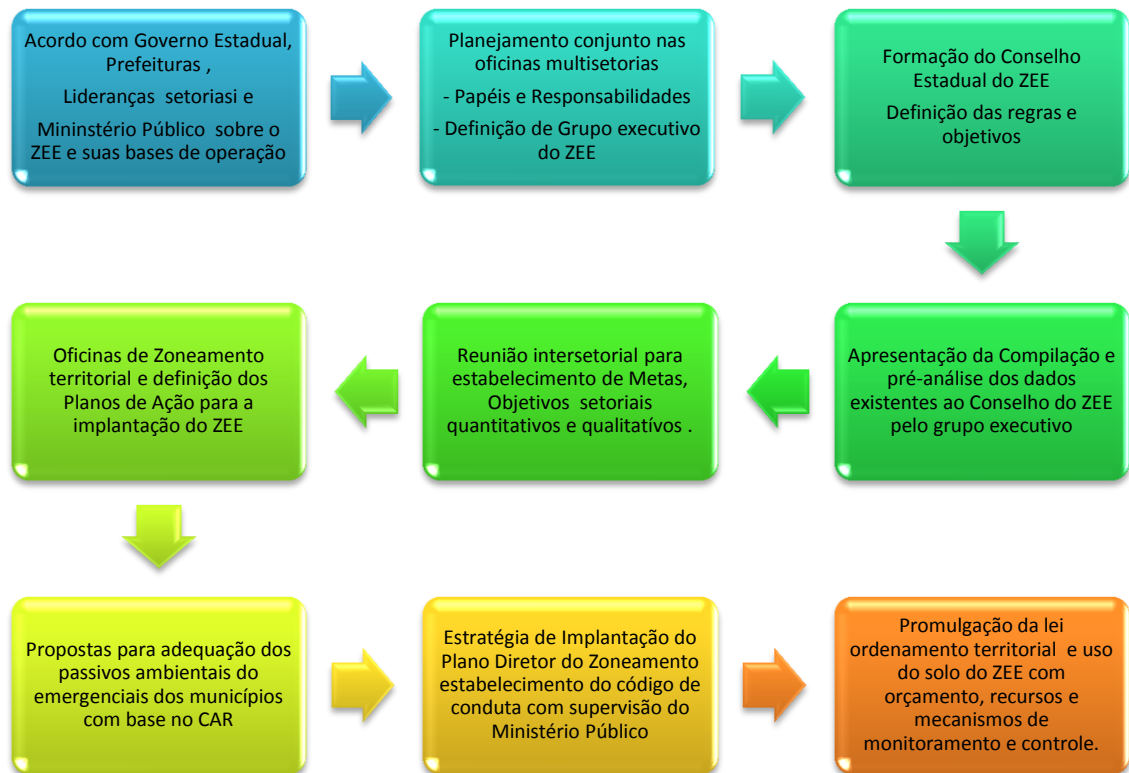 Acordo com Governo Estadual,
Prefeituras ,
Lideranças setoriasi e
Mininstério Público sobre o
ZEE e suas bases de operação
Planejamento conjunto nas
oficinas multisetorias
- Papéis e Responsabilidades
- Definição de Grupo executivo
do ZEE
Formação do Conselho
Estadual do ZEE
Definição das regras e
objetivos
Apresentação da Compilação e
pré-análise dos dados
existentes ao Conselho do ZEE
pelo grupo executivo
Reunião intersetorial para
estabelecimento de Metas,
Objetivos setoriais
quantitativos e qualitatívos .
Oficinas de Zoneamento
territorial e definição dos
Planos de Ação para a
implantação do ZEE
Propostas para adequação dos
passivos ambientais do
emergenciais dos municípios
com base no CAR
Estratégia de Implantação do
Plano Diretor do Zoneamento
estabelecimento do código de
conduta com supervisão do
Ministério Público
Promulgação da lei
ordenamento territorial e uso
do solo do ZEE com
orçamento, recursos e
mecanismos de
monitoramento e controle.